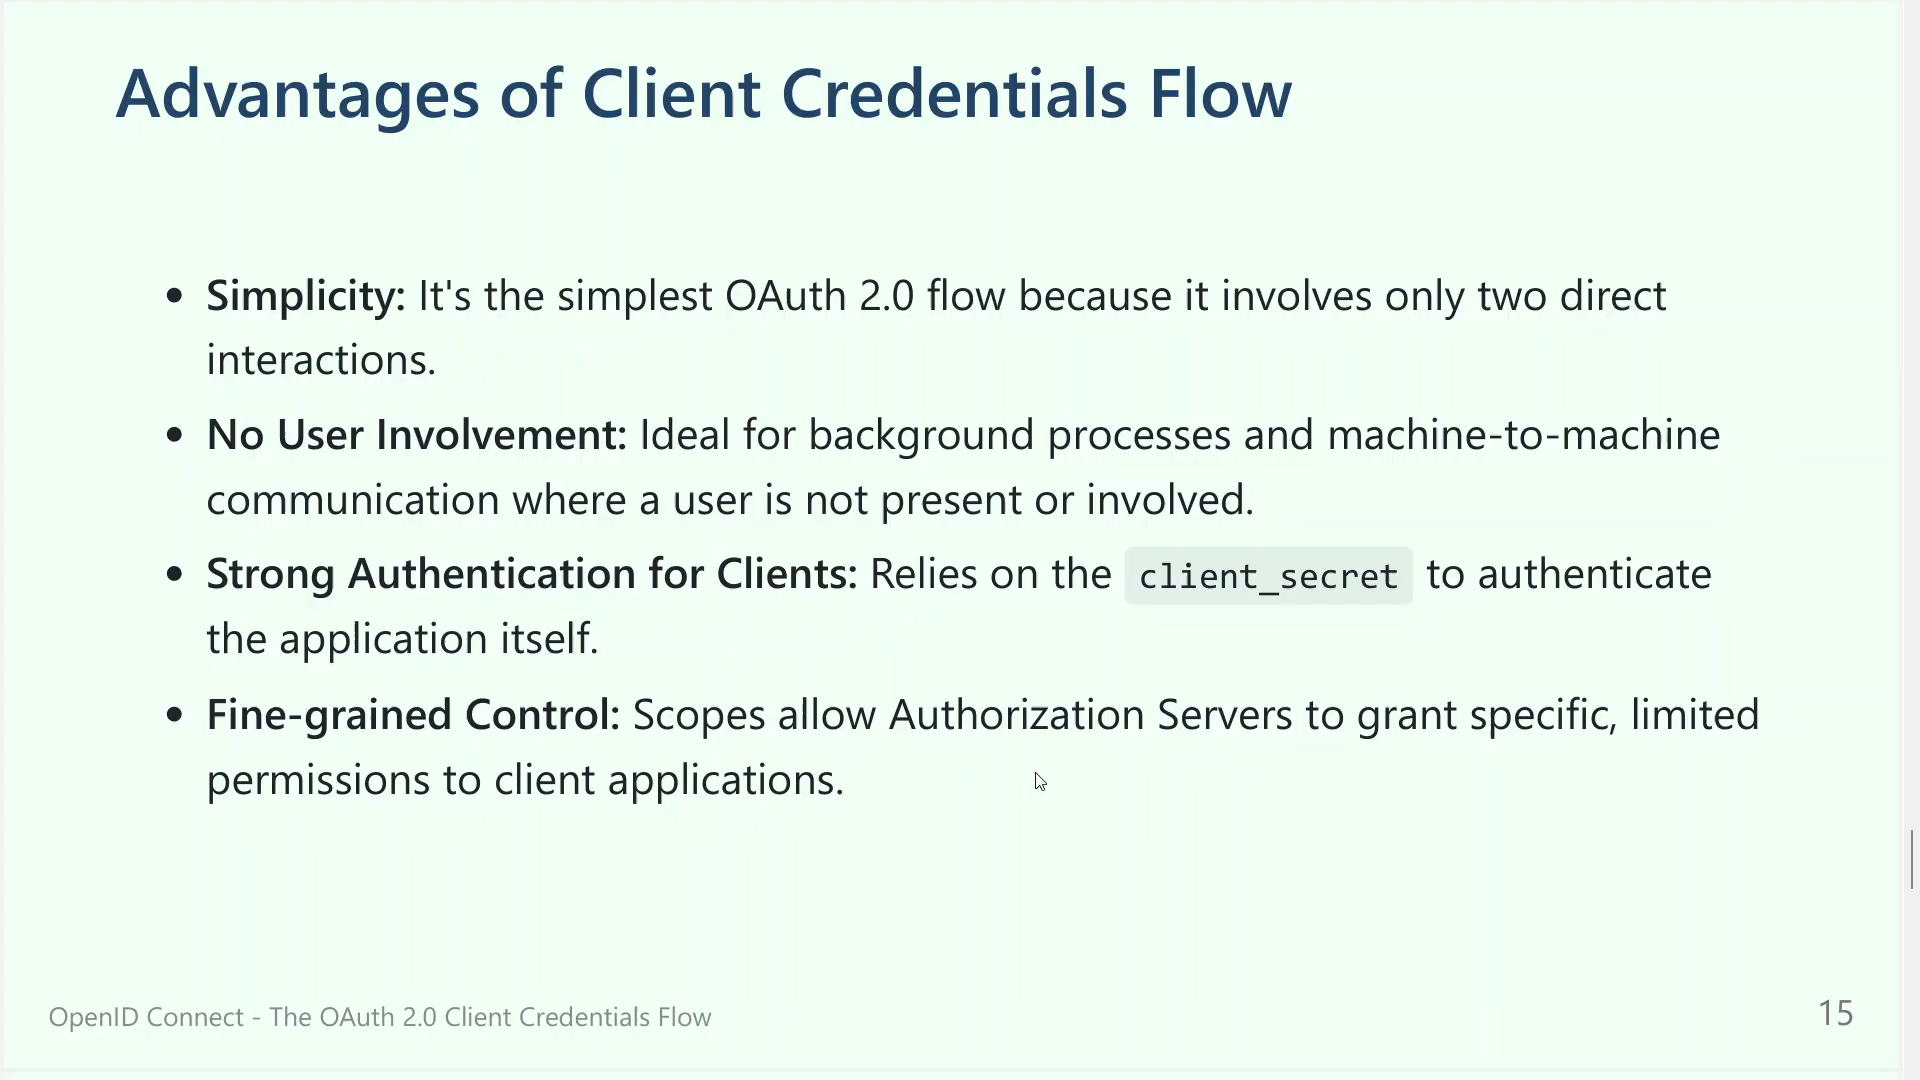 Advantages of Client Credentials Flow
• Simplicity: It's the simplest OAuth 2.0 flow because it involves only two direct
interactions.
• No User Involvement: Ideal for background processes and machine-to-machine
communication where a user is not present or involved.
• Strong Authentication for Clients: Relies on the client_secret to authenticate
the application itself.
• Fine-grained Control: Scopes allow Authorization Servers to grant specific, limited
permissions to client applications.
OpenID Connect - The OAuth 2.0 Client Credentials Flow
15